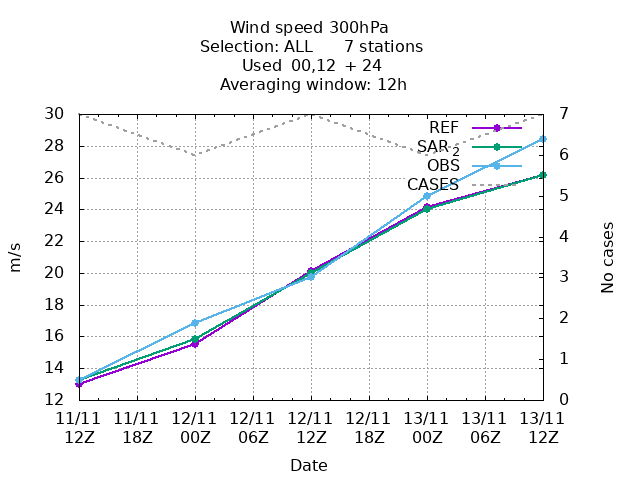 Wind speed 300hPa
Selection: ALL 7 stations
Used 00,12 + 24
Averaging window: 12h
30 7
REF
28
SAR 2
6
OBS
26
CASES
5
24
22 4
20
3
18
2
16
1
14
12 0
m/s
No cases
11/11 11/11 12/11 12/11 12/11 12/11 13/11 13/11 13/11
12Z 18Z 00Z 06Z 12Z 18Z 00Z 06Z 12Z
Date